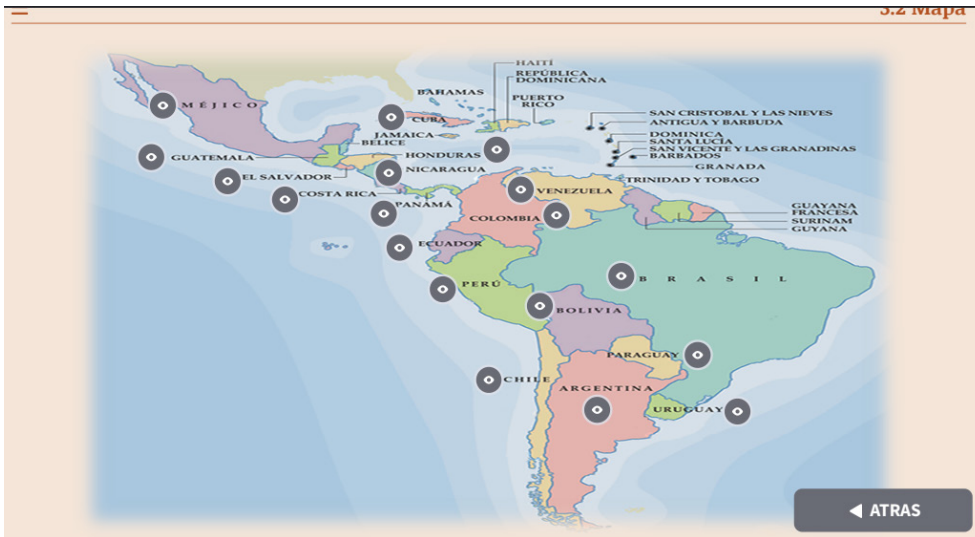 3.2 Mapa
HAITÍ
REPÚBLICA
DOMINICANA
BAHAMAS
PUERTO
RICO
MÉJICO
CUBA
SAN CRISTOBAL Y LAS NIEVES
ANTIGUA Y BARBUDA
JAMAICA
DOMINICA
BELICE
SANTA LUCÍA
SAN VICENTE Y LAS GRANADINAS
GUATEMALA
HONDURAS
BARBADOS
GRANADA
EL SALVADOR
NICARAGUA
TRINIDAD Y TOBAGO
COSTA RICA
VENEZUELA
PANAMÁ
GUAYANA
FRANCESA
COLOMBIA
SURINAM
GUYANA
ECUADOR
PERÚ
BRASIL
BOLIVIA
PARAGUAY
CHILE
ARGENTINA
URUGUAY
ATRAS